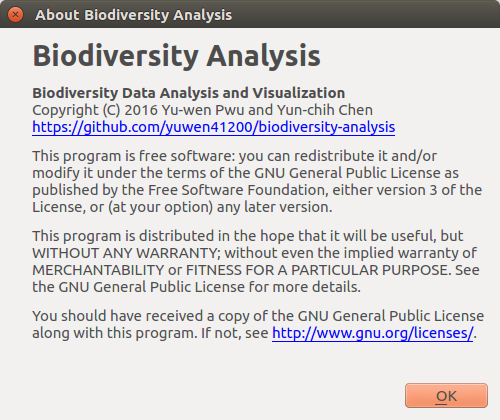 About Biodiversity Analysis
Biodiversity Analysis
Biodiversity Data Analysis and Visualization
Copyright (C) 2016 Yu-wen Pwu and Yun-chih Chen
https://github.com/yuwen41200/biodiversity-analysis
This program is free software: you can redistribute it and/or
modify it under the terms of the GNU General Public License as
published by the Free Software Foundation, either version 3 of the
License, or (at your option) any later version.
This program is distributed in the hope that it will be useful, but
WITHOUT ANY WARRANTY; without even the implied warranty of
MERCHANTABILITY or FITNESS FOR A PARTICULAR PURPOSE. See
the GNU General Public License for more details.
You should have received a copy of the GNU General Public License
along with this program. If not, see http://www.gnu.org/licenses/.
OK